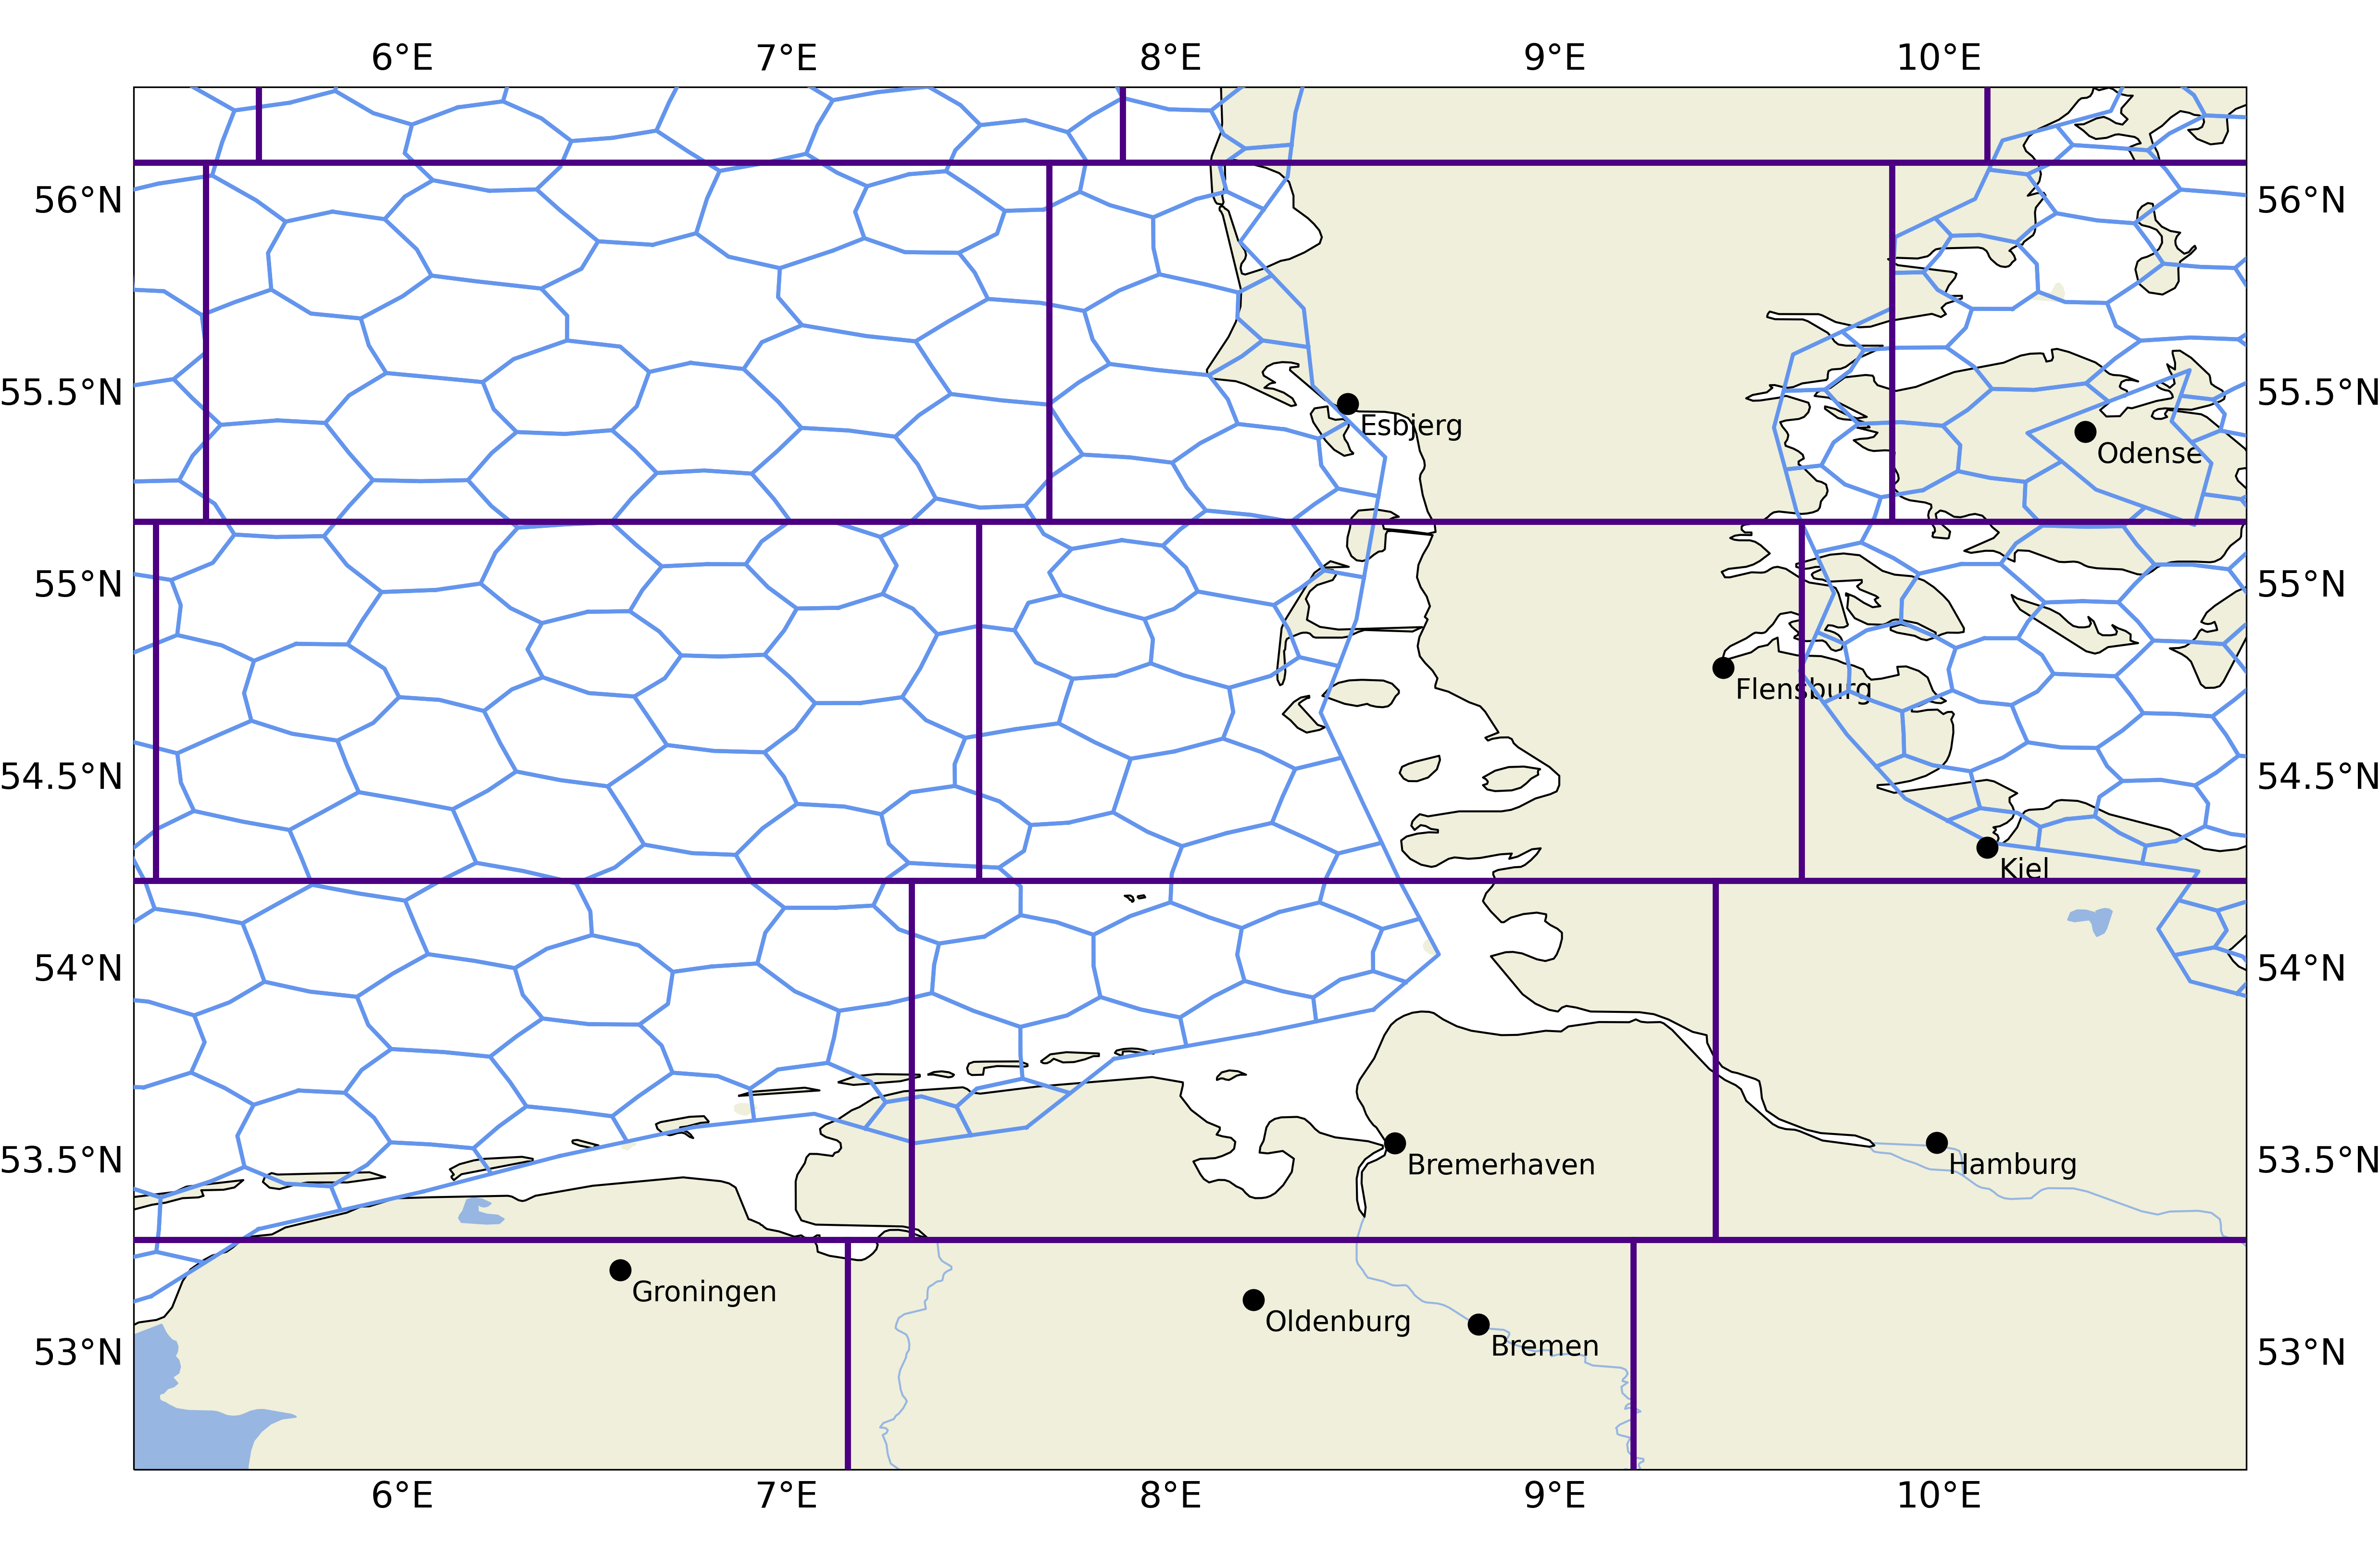 6°E 7°E 8°E 9°E 10°E
56°N 56°N
55.5°N 55.5°N
Esbjerg
Odense
55°N 55°N
Flensburg
54.5°N 54.5°N
Kiel
54°N 54°N
53.5°N 53.5°N
Bremerhaven Hamburg
Groningen
Oldenburg
Bremen
53°N 53°N
6°E 7°E 8°E 9°E 10°E